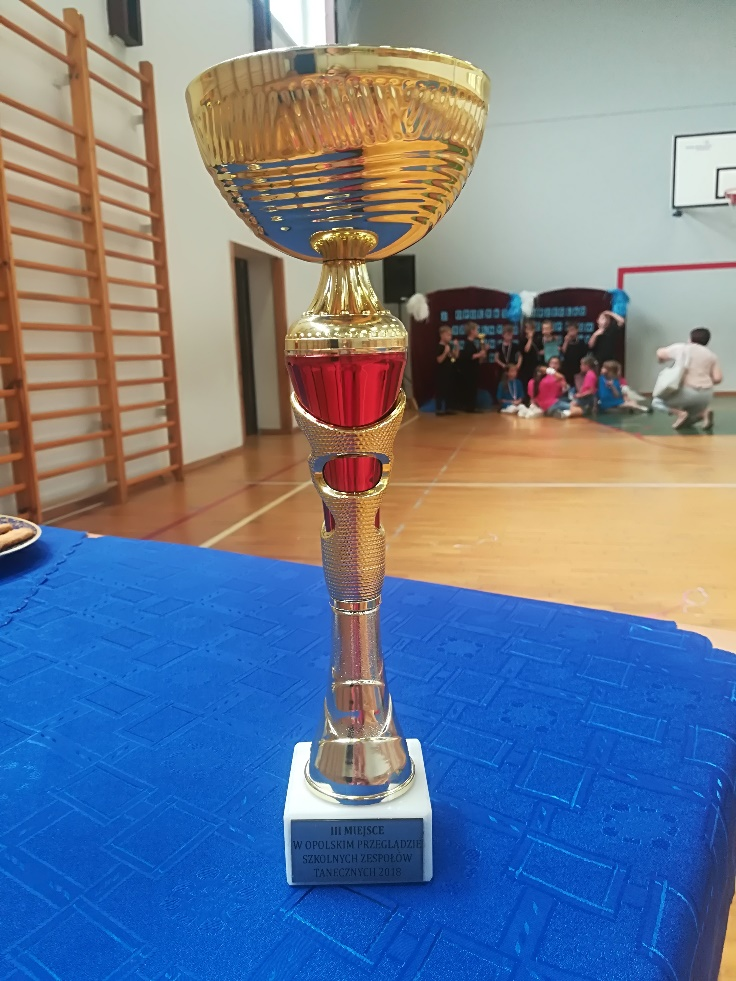 III MIEJSCE
W OPOLSKIM PRZEGLĄDZIE
SZKOLNYCH ZESPOŁÓW
TANECZNYCH 2018